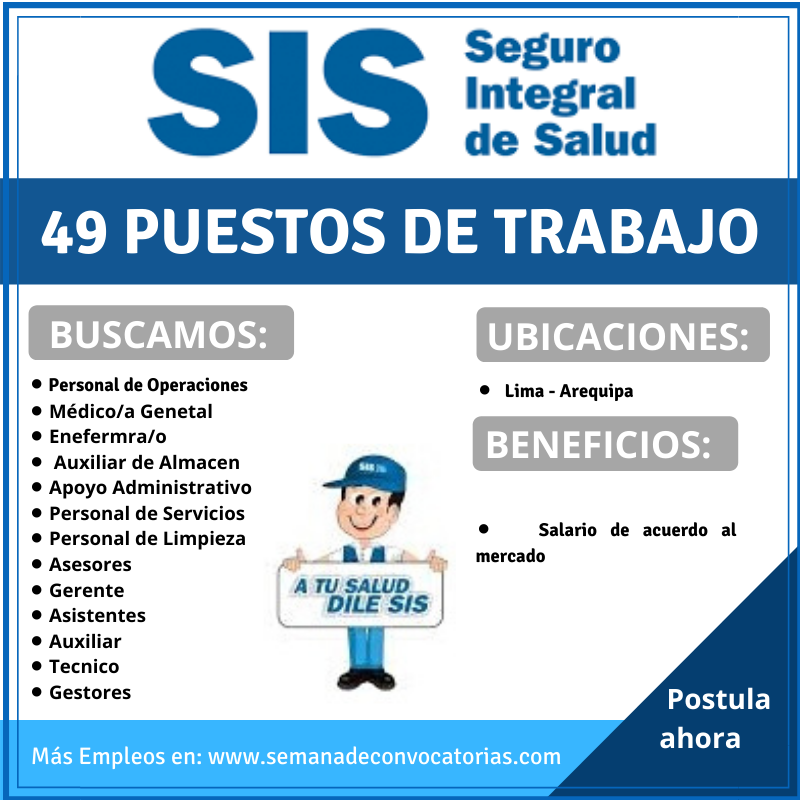 SIS
Seguro
Integral
de Salud
49 PUESTOS DE TRABAJO
BUSCAMOS:
• Personal de Operaciones
• Médico/a Genetal
• Enefermra/o
• Auxiliar de Almacen
• Apoyo Administrativo
• Personal de Servicios
• Personal de Limpieza
• Asesores
• Gerente
• Asistentes
• Auxiliar
• Tecnico
• Gestores
SIS
A TU SALUD
DILE SIS
UBICACIONES:
• Lima - Arequipa
BENEFICIOS:
• Salario de acuerdo al
mercado
Postula
ahora
Más Empleos en: www.semanadeconvocatorias.com